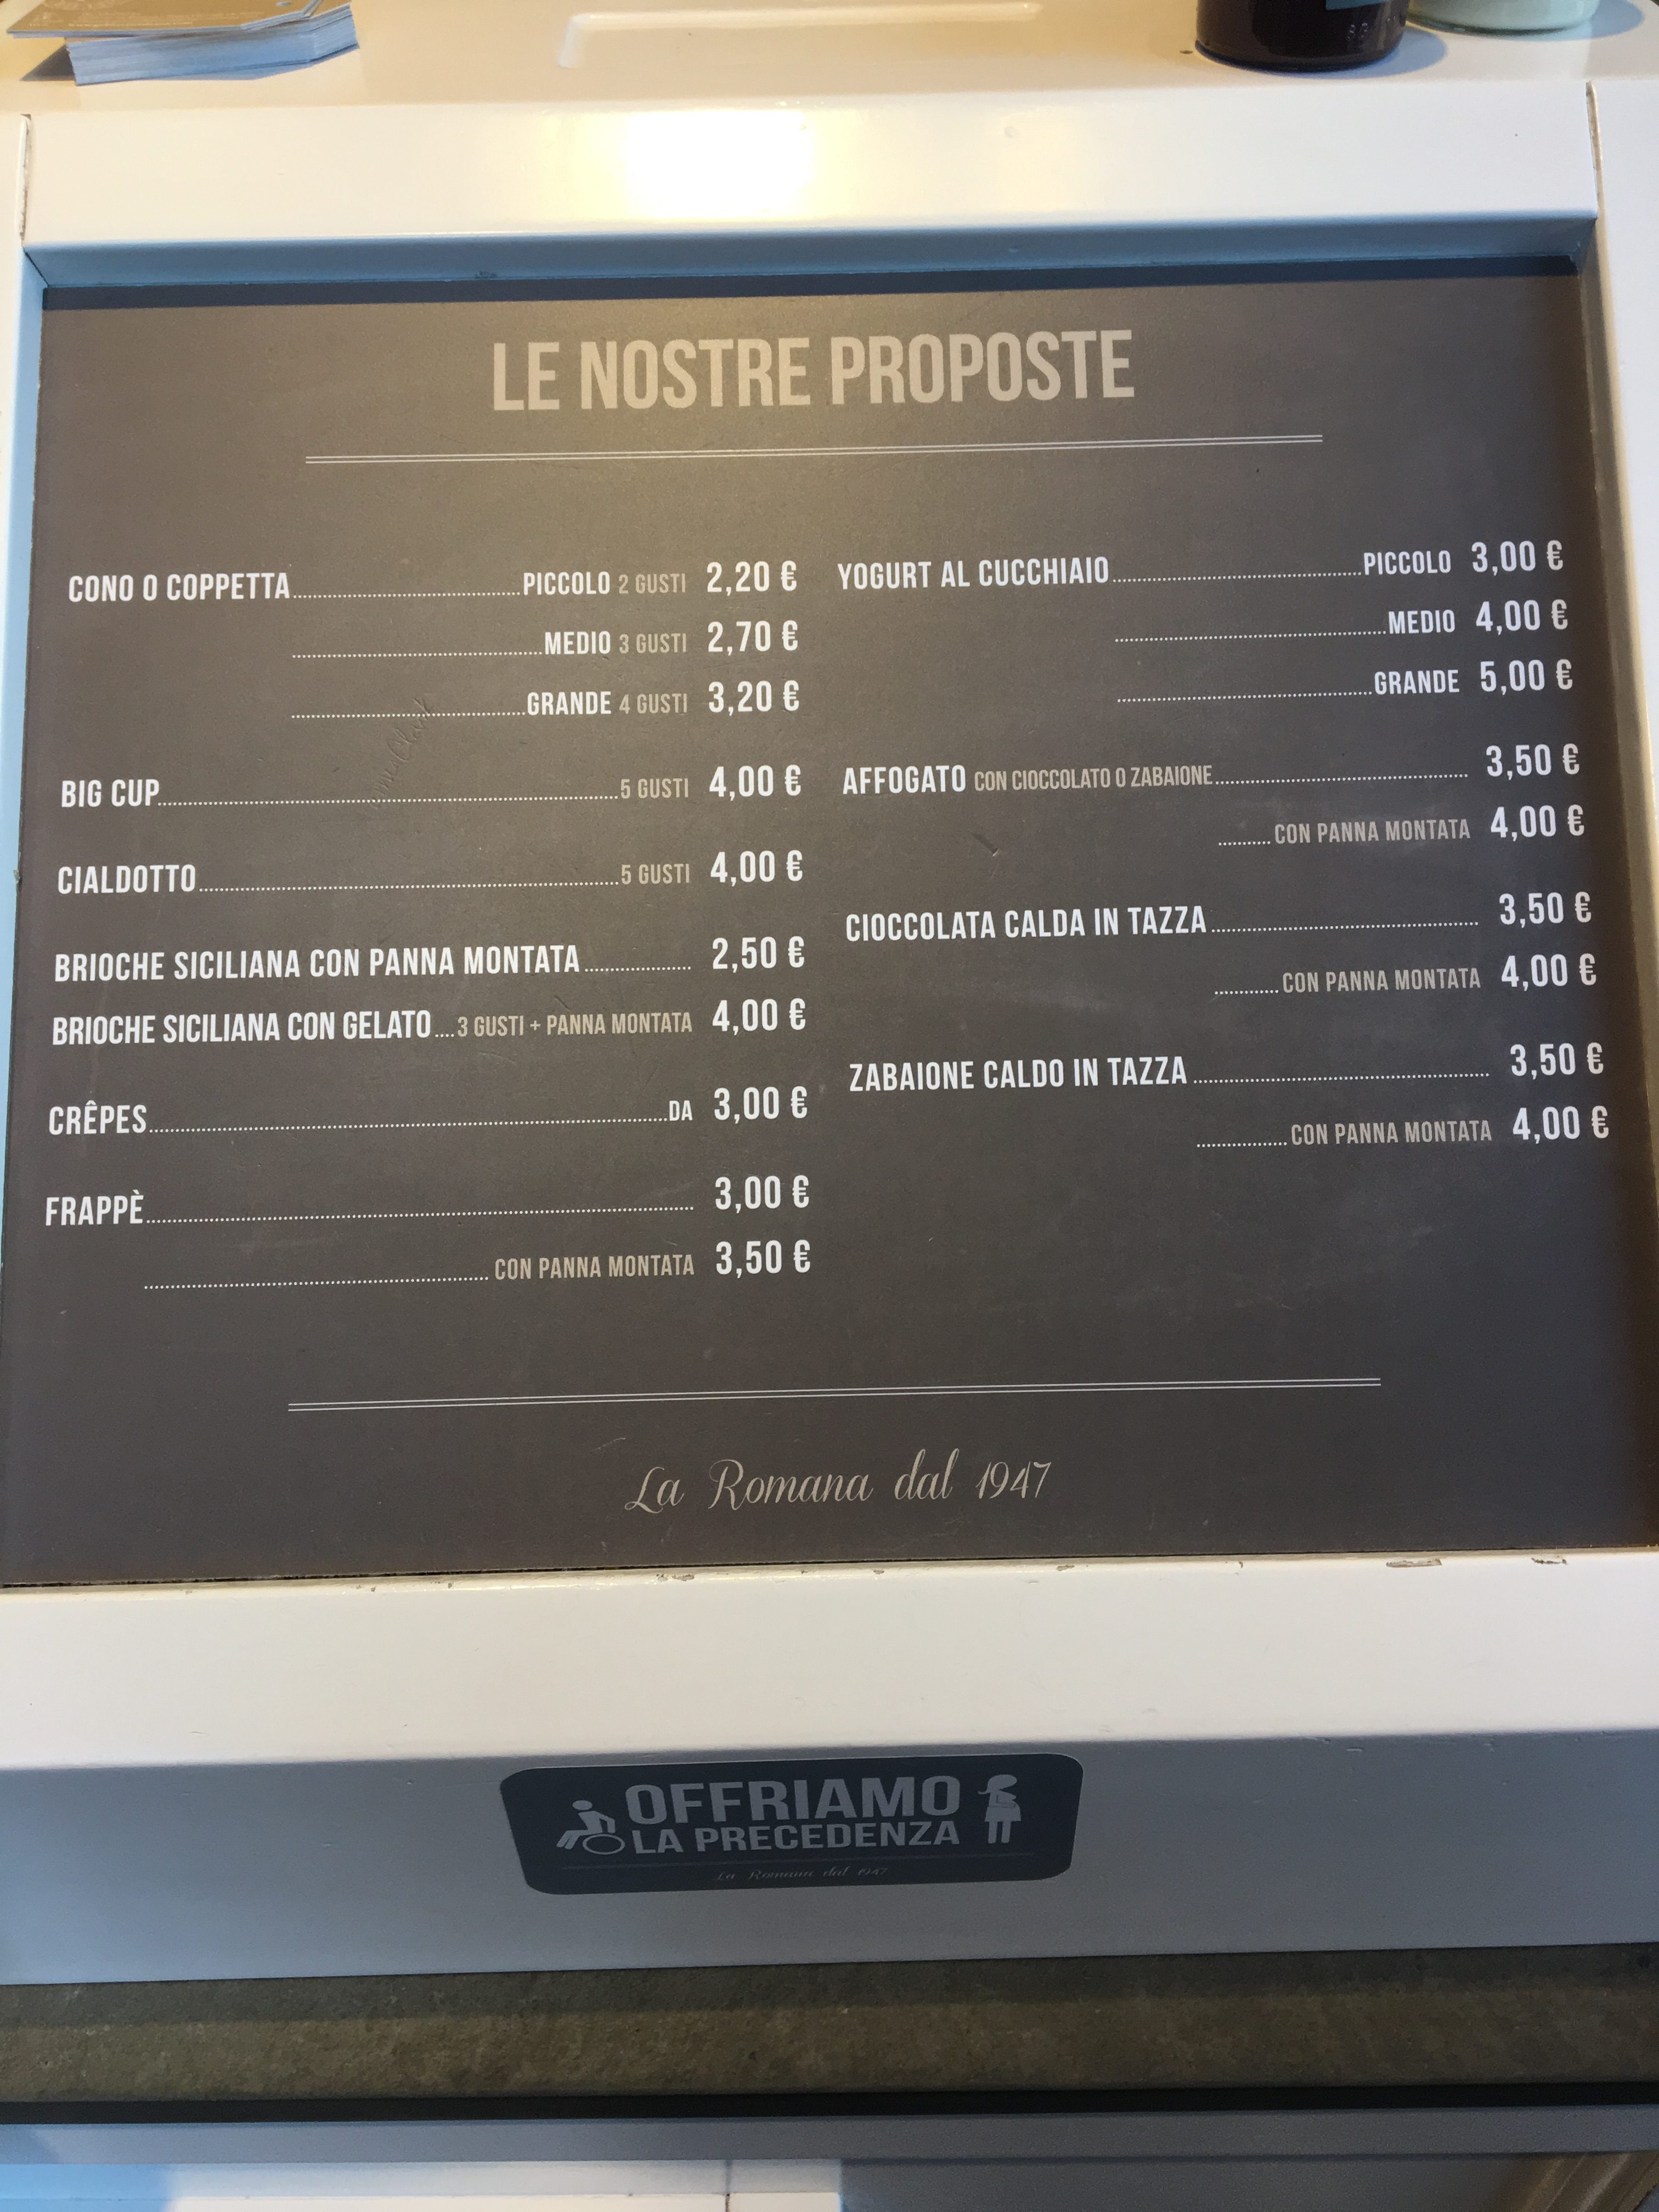 LE NOSTRE PROPOSTE
CONO O COPPETTA PICCOLO 2 GUSTI 2,20 €
MEDIO 3 GUSTI 2,70 €
GRANDE 4 GUSTI 3,20 €
BIG CUP 5 GUSTI 4,00 €
CIALDOTTO 5 GUSTI 4,00 €
BRIOCHE SICILIANA CON PANNA MONTATA 2,50 €
BRIOCHE SICILIANA CON GELATO 3 GUSTI + PANNA MONTATA 4,00 €
CRÊPES DA 3,00 €
FRAPPÈ 3,00 €
CON PANNA MONTATA 3,50 €
YOGURT AL CUCCHIAIO PICCOLO 3,00 €
MEDIO 4,00 €
GRANDE 5,00 €
AFFOGATO CON CIOCCOLATO O ZABAIONE 3,50 €
CON PANNA MONTATA 4,00 €
CIOCCOLATA CALDA IN TAZZA 3,50 €
CON PANNA MONTATA 4,00 €
ZABAIONE CALDO IN TAZZA 3,50 €
CON PANNA MONTATA 4,00 €
La Romana dal 1947
OFFRIAMO
LA PRECEDENZA
La Romana dal 1947